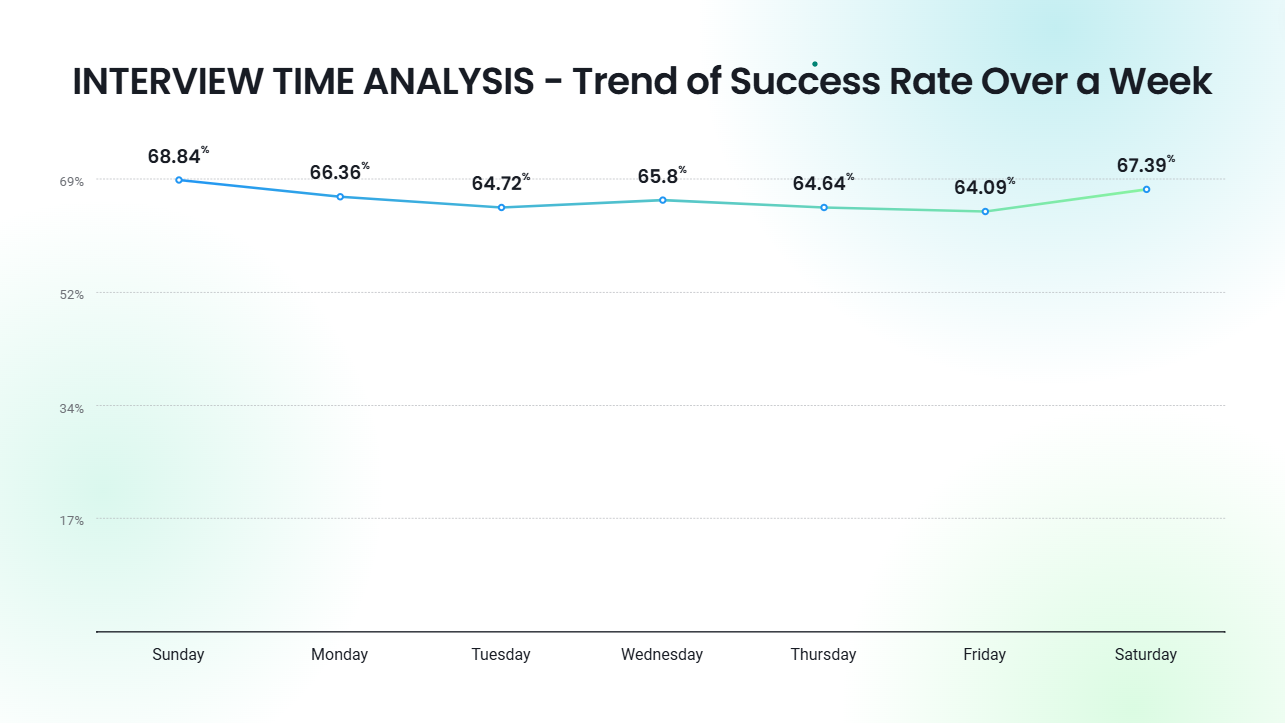 INTERVIEW TIME ANALYSIS - Trend of Success Rate Over a Week
68.84%
66.36%
64.72%
65.8%
64.64%
64.09%
67.39%
69%
52%
34%
17%
Sunday
Monday
Tuesday
Wednesday
Thursday
Friday
Saturday